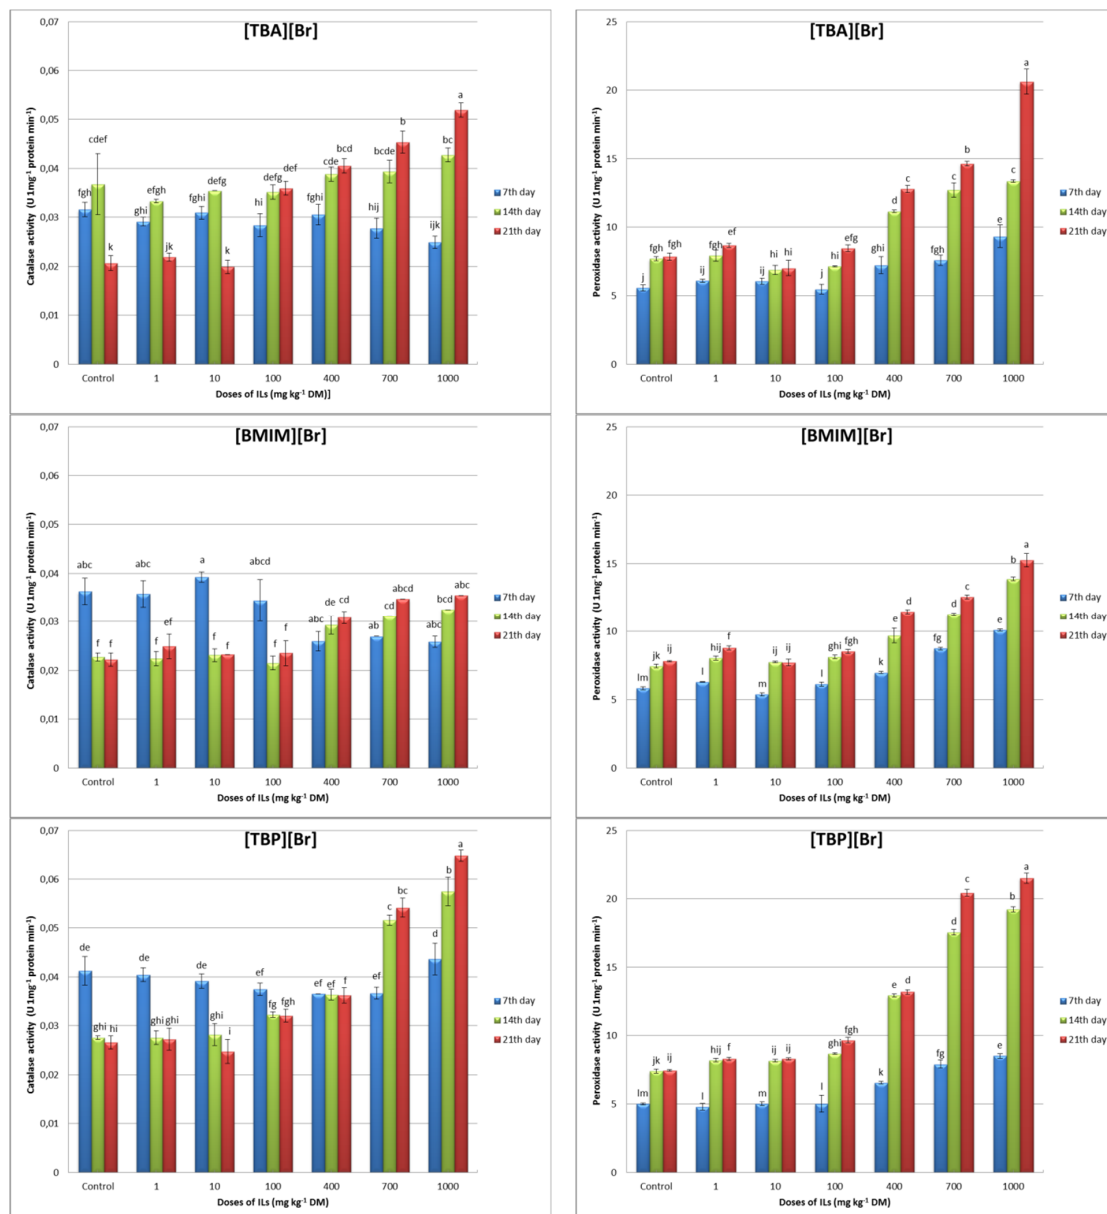 [TBA][Br]
Catalase activity (U 1mg⁻¹ protein min⁻¹)
0,07
0,06
0,05
0,04
0,03
0,02
0,01
0
fgh cdef k
ghi efgh jk
fghi defg k
hi defg def
fghi cde bcd
hij bcde b
ijk bc a
7th day
14th day
21th day
Control 1 10 100 400 700 1000
Doses of ILs (mg kg⁻¹ DM)]
[TBA][Br]
Peroxidase activity (U 1mg⁻¹ protein min⁻¹)
25
20
15
10
5
0
j fgh fgh
ij fgh ef
ij hi hi
j hi efg
ghi d c
fgh c b
e c a
7th day
14th day
21th day
Control 1 10 100 400 700 1000
Doses of ILs (mg kg⁻¹ DM)
[BMIM][Br]
Catalase activity (U 1mg⁻¹ protein min⁻¹)
0,07
0,06
0,05
0,04
0,03
0,02
0,01
0
abc f f
abc f ef
a f f
abcd f f
abc de cd
ab cd abcd
abc bcd abc
7th day
14th day
21th day
Control 1 10 100 400 700 1000
Doses of ILs (mg kg⁻¹ DM)
[BMIM][Br]
Peroxidase activity (U 1mg⁻¹ protein min⁻¹)
25
20
15
10
5
0
lm jk ij
l hij f
m ij ij
l ghi fgh
k e d
fg d c
e b a
7th day
14th day
21th day
Control 1 10 100 400 700 1000
Doses of ILs (mg kg⁻¹ DM)
[TBP][Br]
Catalase activity (U 1mg⁻¹ protein min⁻¹)
0,07
0,06
0,05
0,04
0,03
0,02
0,01
0
de ghi hi
de ghi ghi
de ghi i
ef fg fgh
ef ef f
ef c bc
d b a
7th day
14th day
21th day
Control 1 10 100 400 700 1000
Doses of ILs (mg kg⁻¹ DM)
[TBP][Br]
Peroxidase activity (U 1mg⁻¹ protein min⁻¹)
25
20
15
10
5
0
lm jk ij
l hij f
m ij ij
l ghi fgh
k e d
fg d c
e b a
7th day
14th day
21th day
Control 1 10 100 400 700 1000
Doses of ILs (mg kg⁻¹ DM)